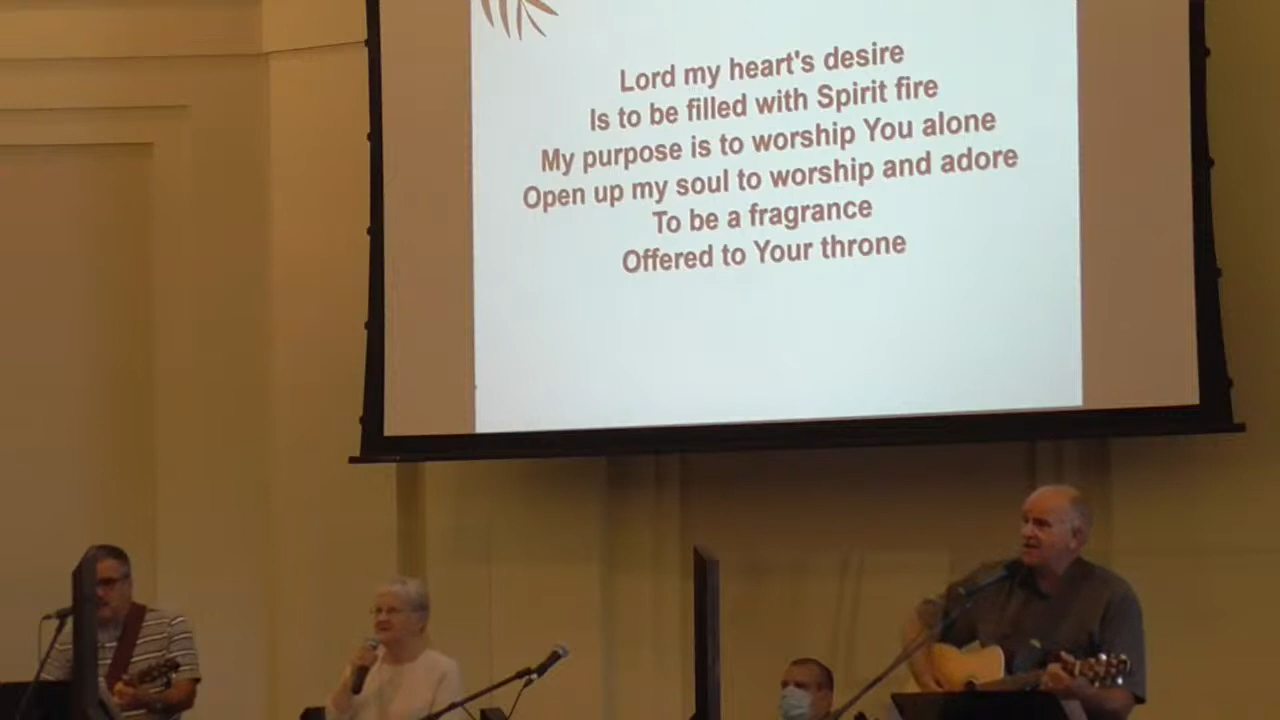 Lord my heart's desire
Is to be filled with Spirit fire
My purpose is to worship You alone
Open up my soul to worship and adore
To be a fragrance
Offered to Your throne